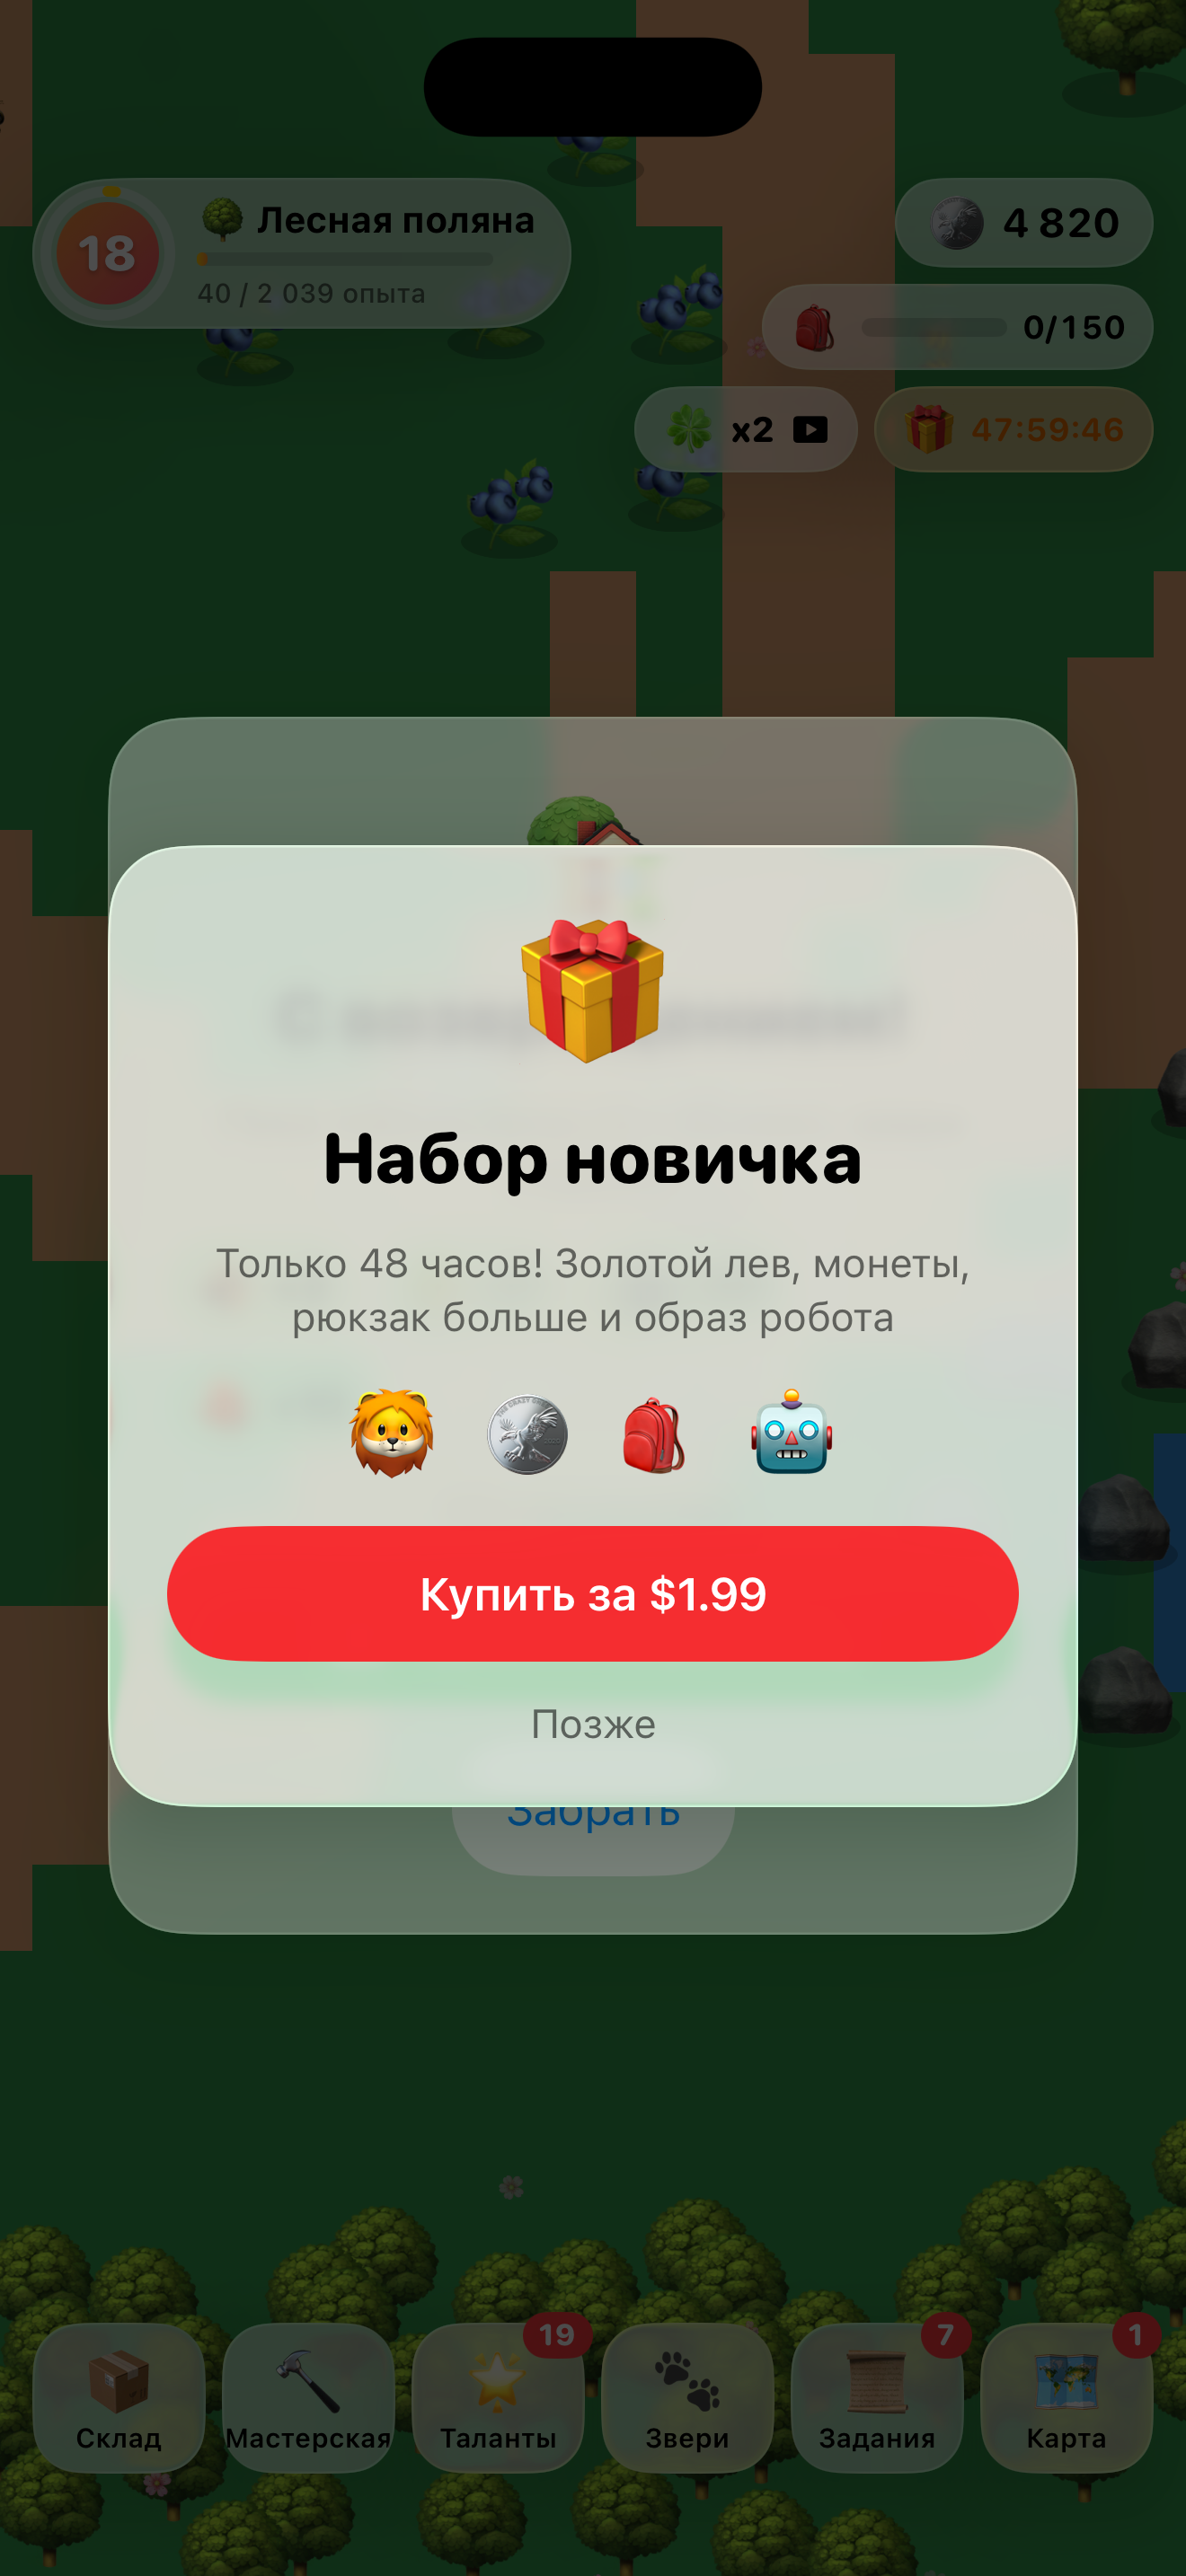 18
Лесная поляна
40 / 2 039 опыта
4 820
0/150
x2
47:59:46
Набор новичка
Только 48 часов! Золотой лев, монеты,
рюкзак больше и образ робота
Купить за $1.99
Позже
Забрать
19
7
1
Склад
Мастерская
Таланты
Звери
Задания
Карта